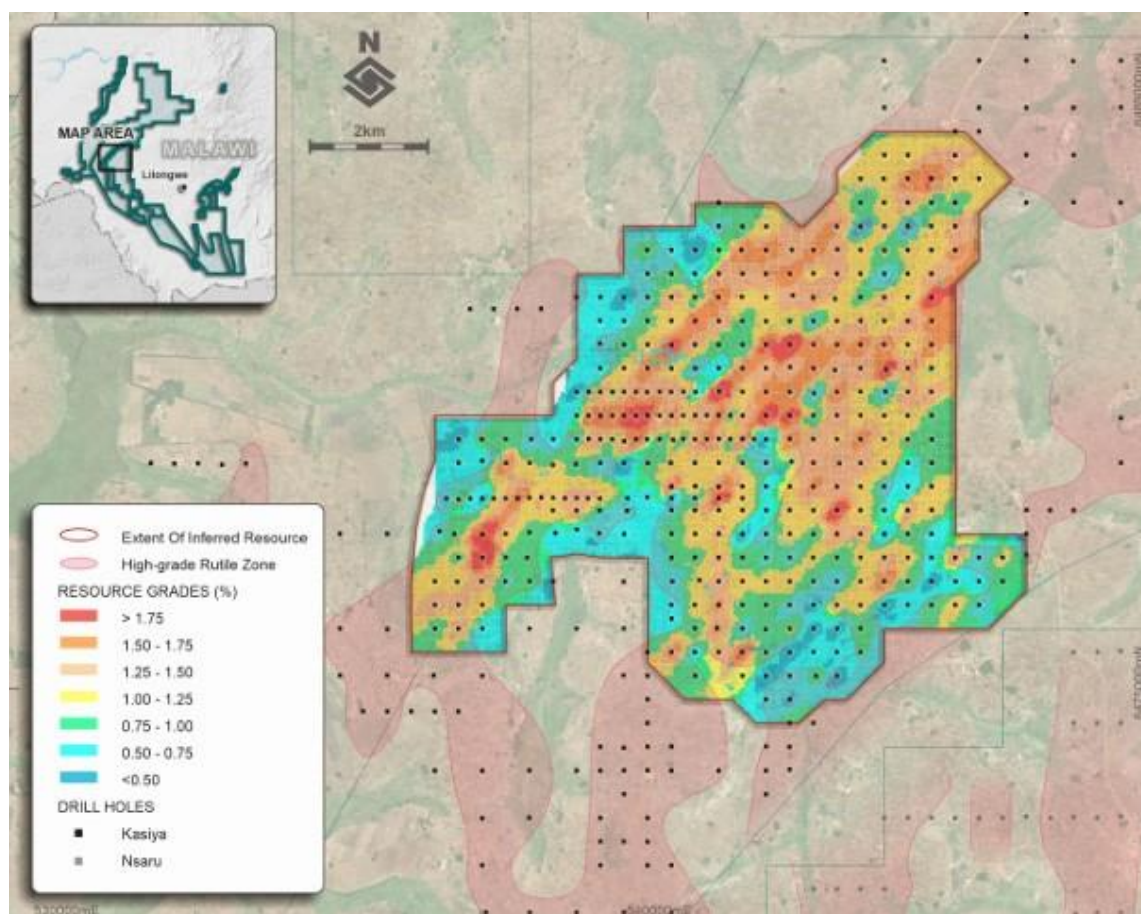 N
2km
MAP AREA
MALAWI
Lilongwe
Extent Of Inferred Resource
High-grade Rutile Zone
RESOURCE GRADES (%)
> 1.75
1.50 - 1.75
1.25 - 1.50
1.00 - 1.25
0.75 - 1.00
0.50 - 0.75
<0.50
DRILL HOLES
Kasiya
Nsaru
530000mE